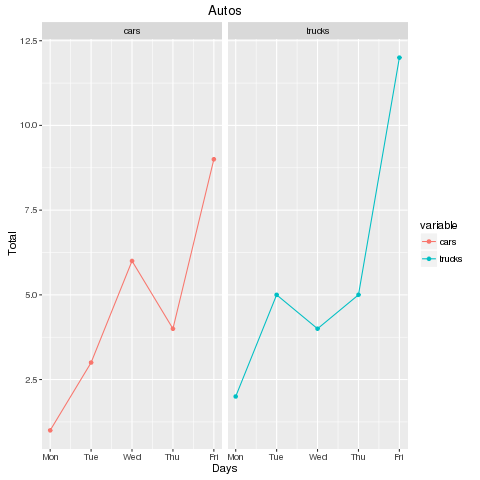 Autos
cars trucks
Total
12.5
10.0
7.5
5.0
2.5
Mon Tue Wed Thu Fri Mon Tue Wed Thu Fri
Days
variable
cars
trucks